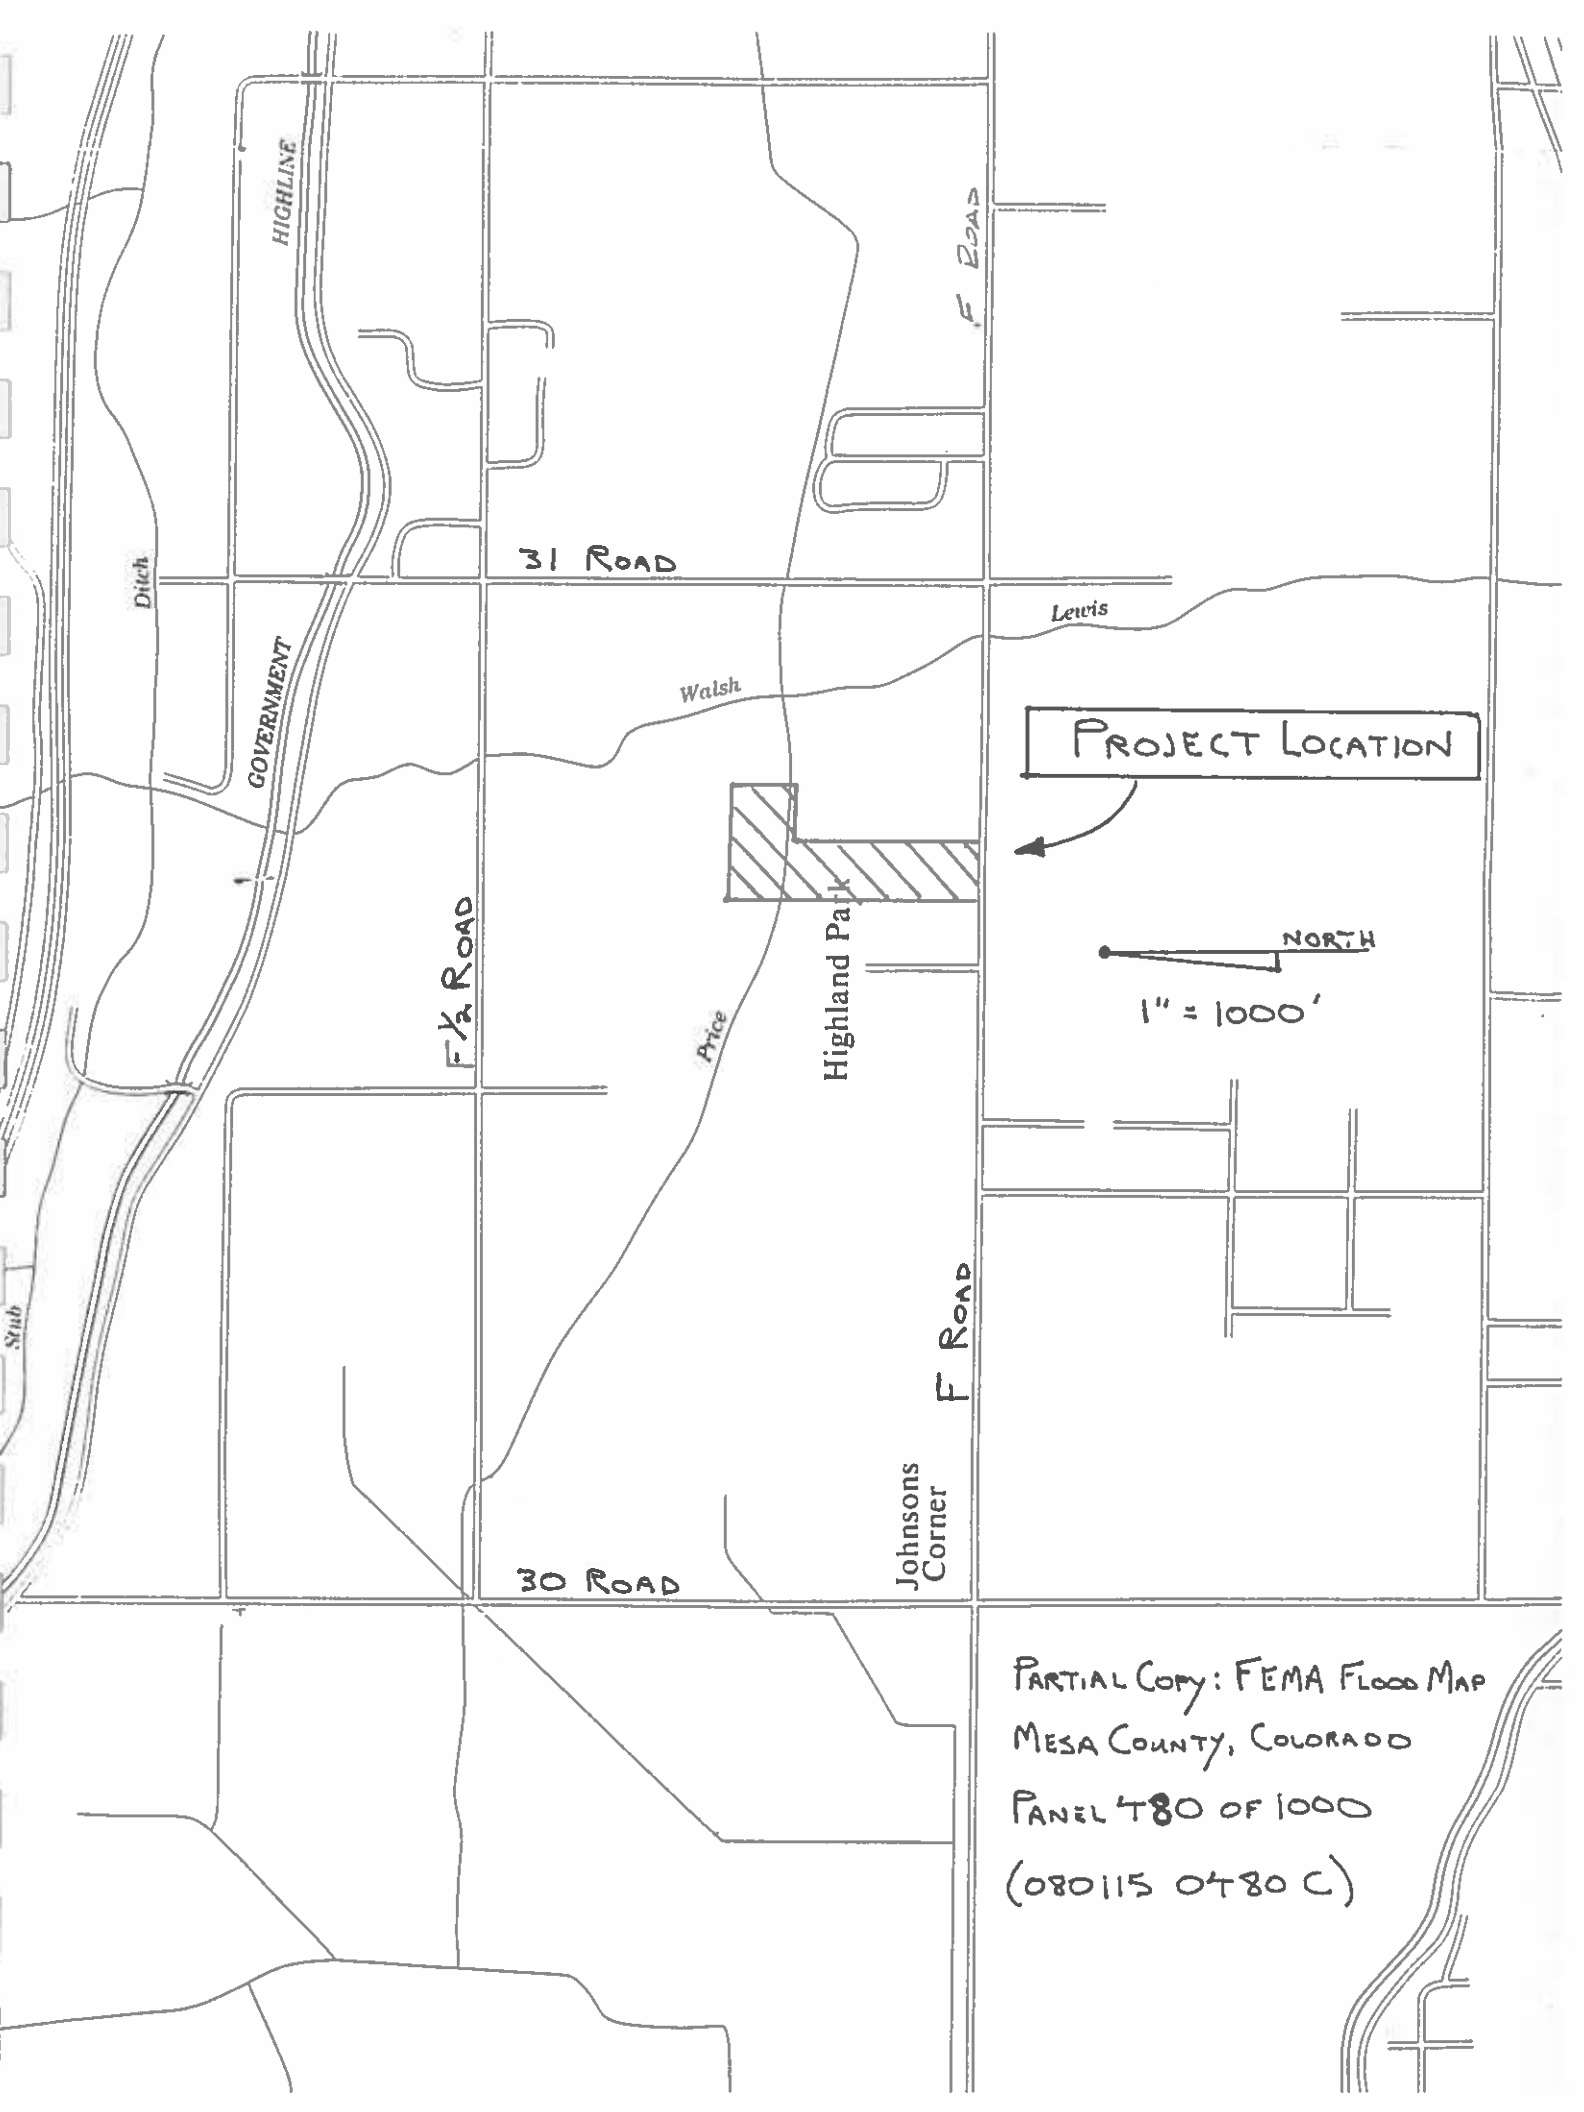 HIGHLINE
F ROAD
31 ROAD
Ditch
Lewis
GOVERNMENT
Walsh
PROJECT LOCATION
F 1/2 ROAD
Highland Park
NORTH
1" = 1000'
Price
Stub
F ROAD
Johnsons
Corner
30 ROAD
PARTIAL COPY: FEMA FLOOD MAP
MESA COUNTY, COLORADO
PANEL 480 OF 1000
(080115 0480 C)